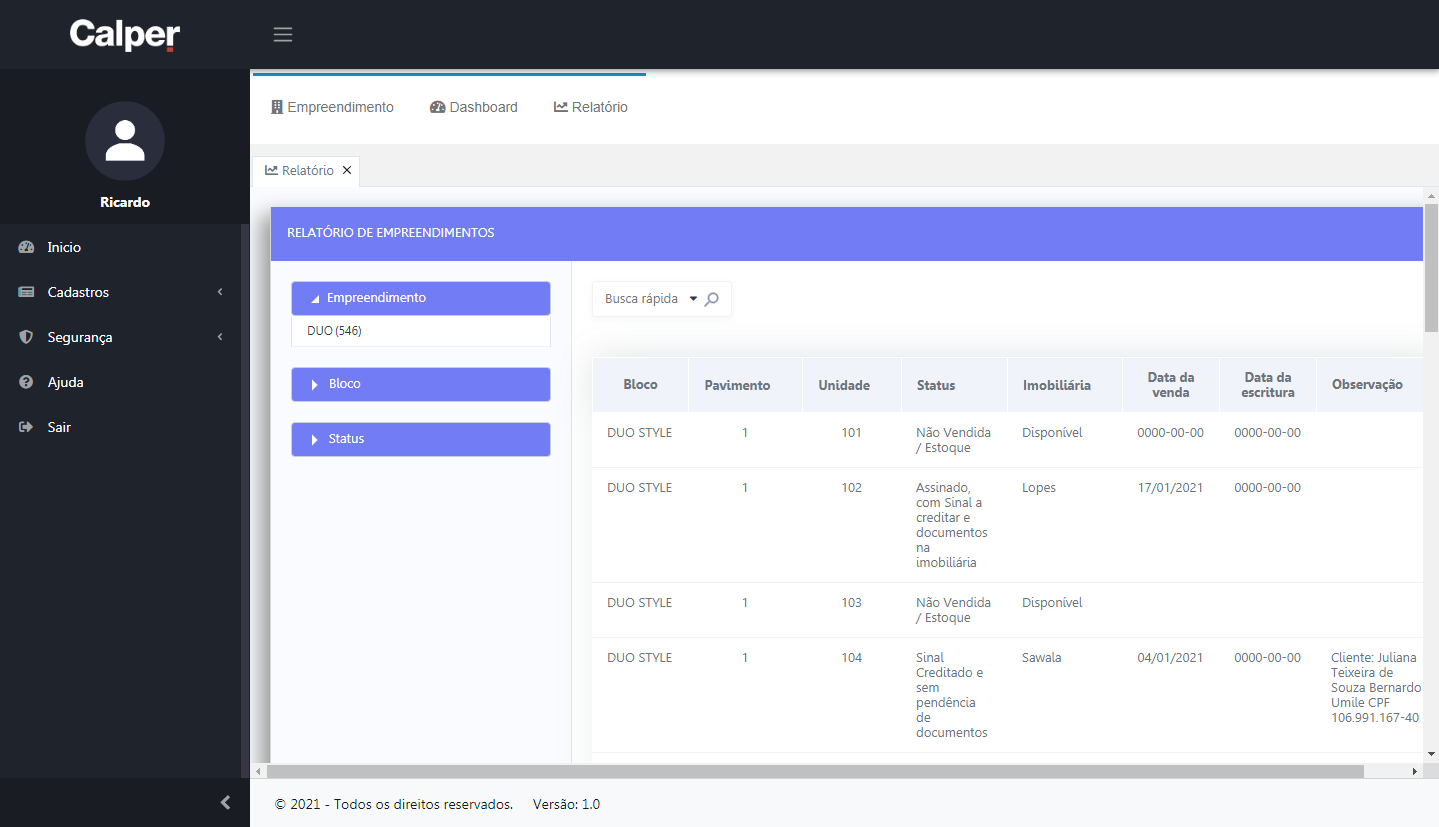 Calper
Empreendimento Dashboard Relatório
Relatório
Ricardo
Inicio
Cadastros
Segurança
Ajuda
Sair
RELATÓRIO DE EMPREENDIMENTOS
Empreendimento
DUO (546)
Bloco
Status
Busca rápida
Bloco Pavimento Unidade Status Imobiliária Data da venda Data da escritura Observação
DUO STYLE 1 101 Não Vendida Disponível 0000-00-00 0000-00-00
/ Estoque
DUO STYLE 1 102 Assinado, Lopes 17/01/2021 0000-00-00
com Sinal a
creditar e
documentos
na
imobiliária
DUO STYLE 1 103 Não Vendida Disponível
/ Estoque
DUO STYLE 1 104 Sinal Sawala 04/01/2021 0000-00-00 Cliente: Juliana
Creditado e Teixeira de
sem Souza Bernardo
pendência Umile CPF
de 106.991.167-40
documentos
© 2021 - Todos os direitos reservados. Versão: 1.0